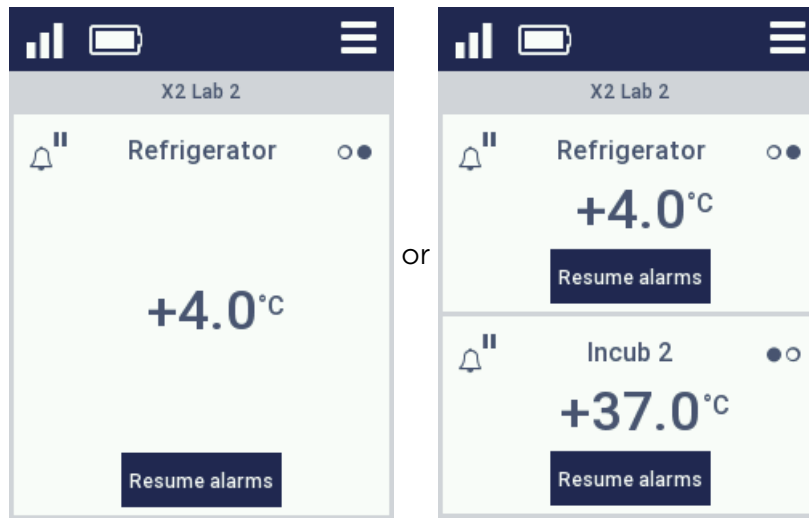 X2 Lab 2
Refrigerator
+4.0°C
Resume alarms
or
X2 Lab 2
Refrigerator
+4.0°C
Resume alarms
Incub 2
+37.0°C
Resume alarms